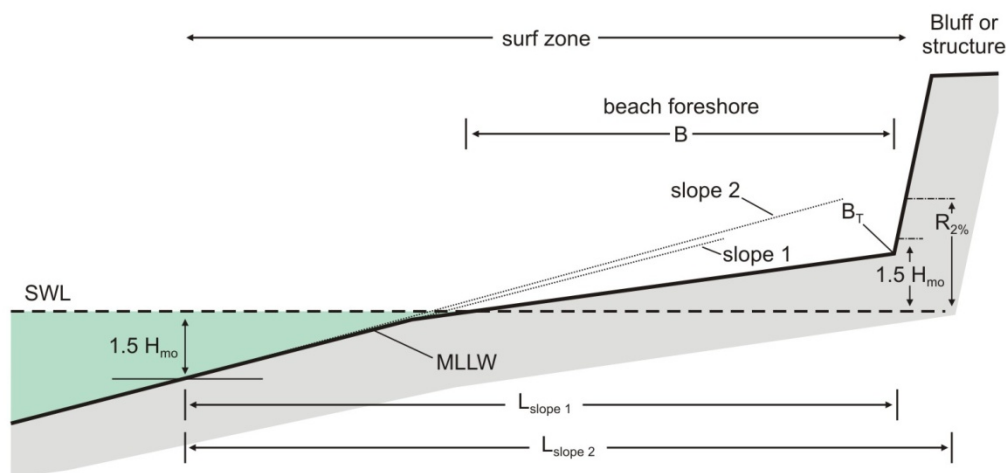 Bluff or
structure
surf zone
beach foreshore
B
slope 2
B_T
R_2%
slope 1
1.5 H_mo
SWL
1.5 H_mo
MLLW
L_slope 1
L_slope 2